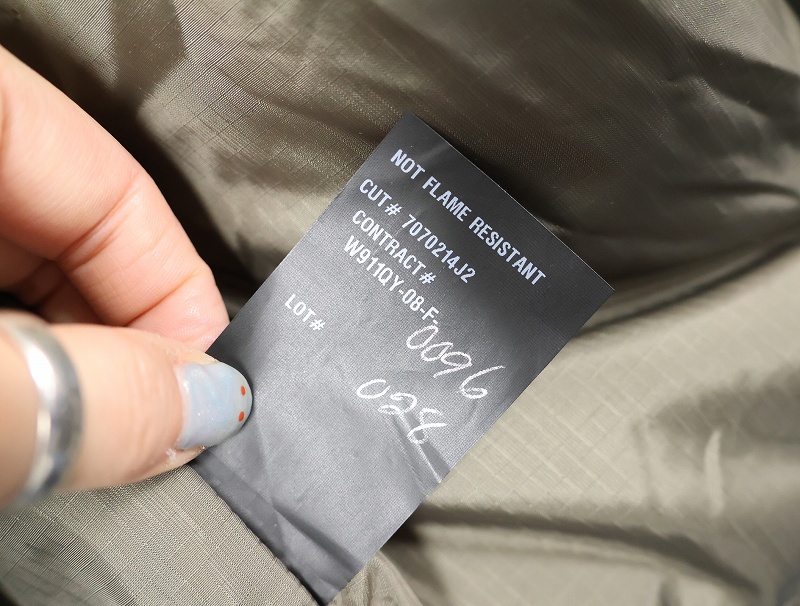 NOT FLAME RESISTANT
CUT# 7070214J2
CONTRACT#
W911QY-08-F-0096
LOT# 028